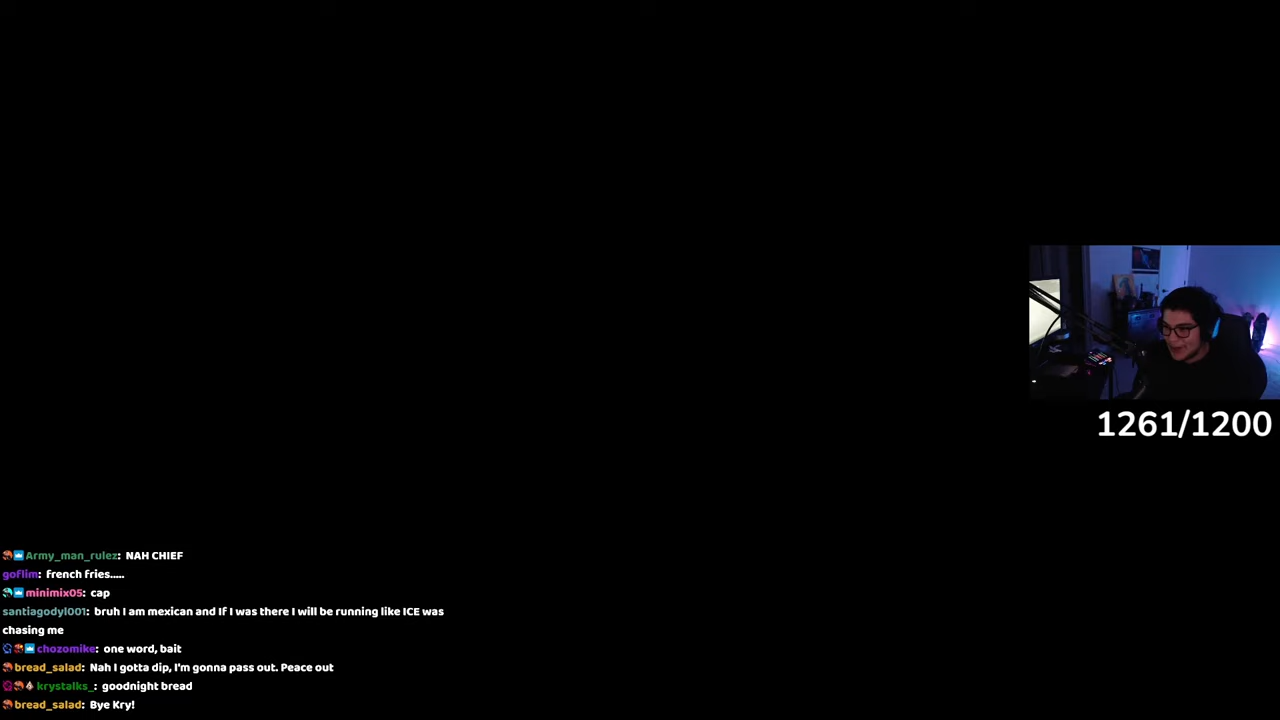 1261/1200
Army_man_rulez: NAH CHIEF
goflim: french fries.....
minimix05: cap
santiagodyl001: bruh I am mexican and If I was there I will be running like ICE was
chasing me
chozomike: one word, bait
bread_salad: Nah I gotta dip, I'm gonna pass out. Peace out
krystalks_: goodnight bread
bread_salad: Bye Kry!